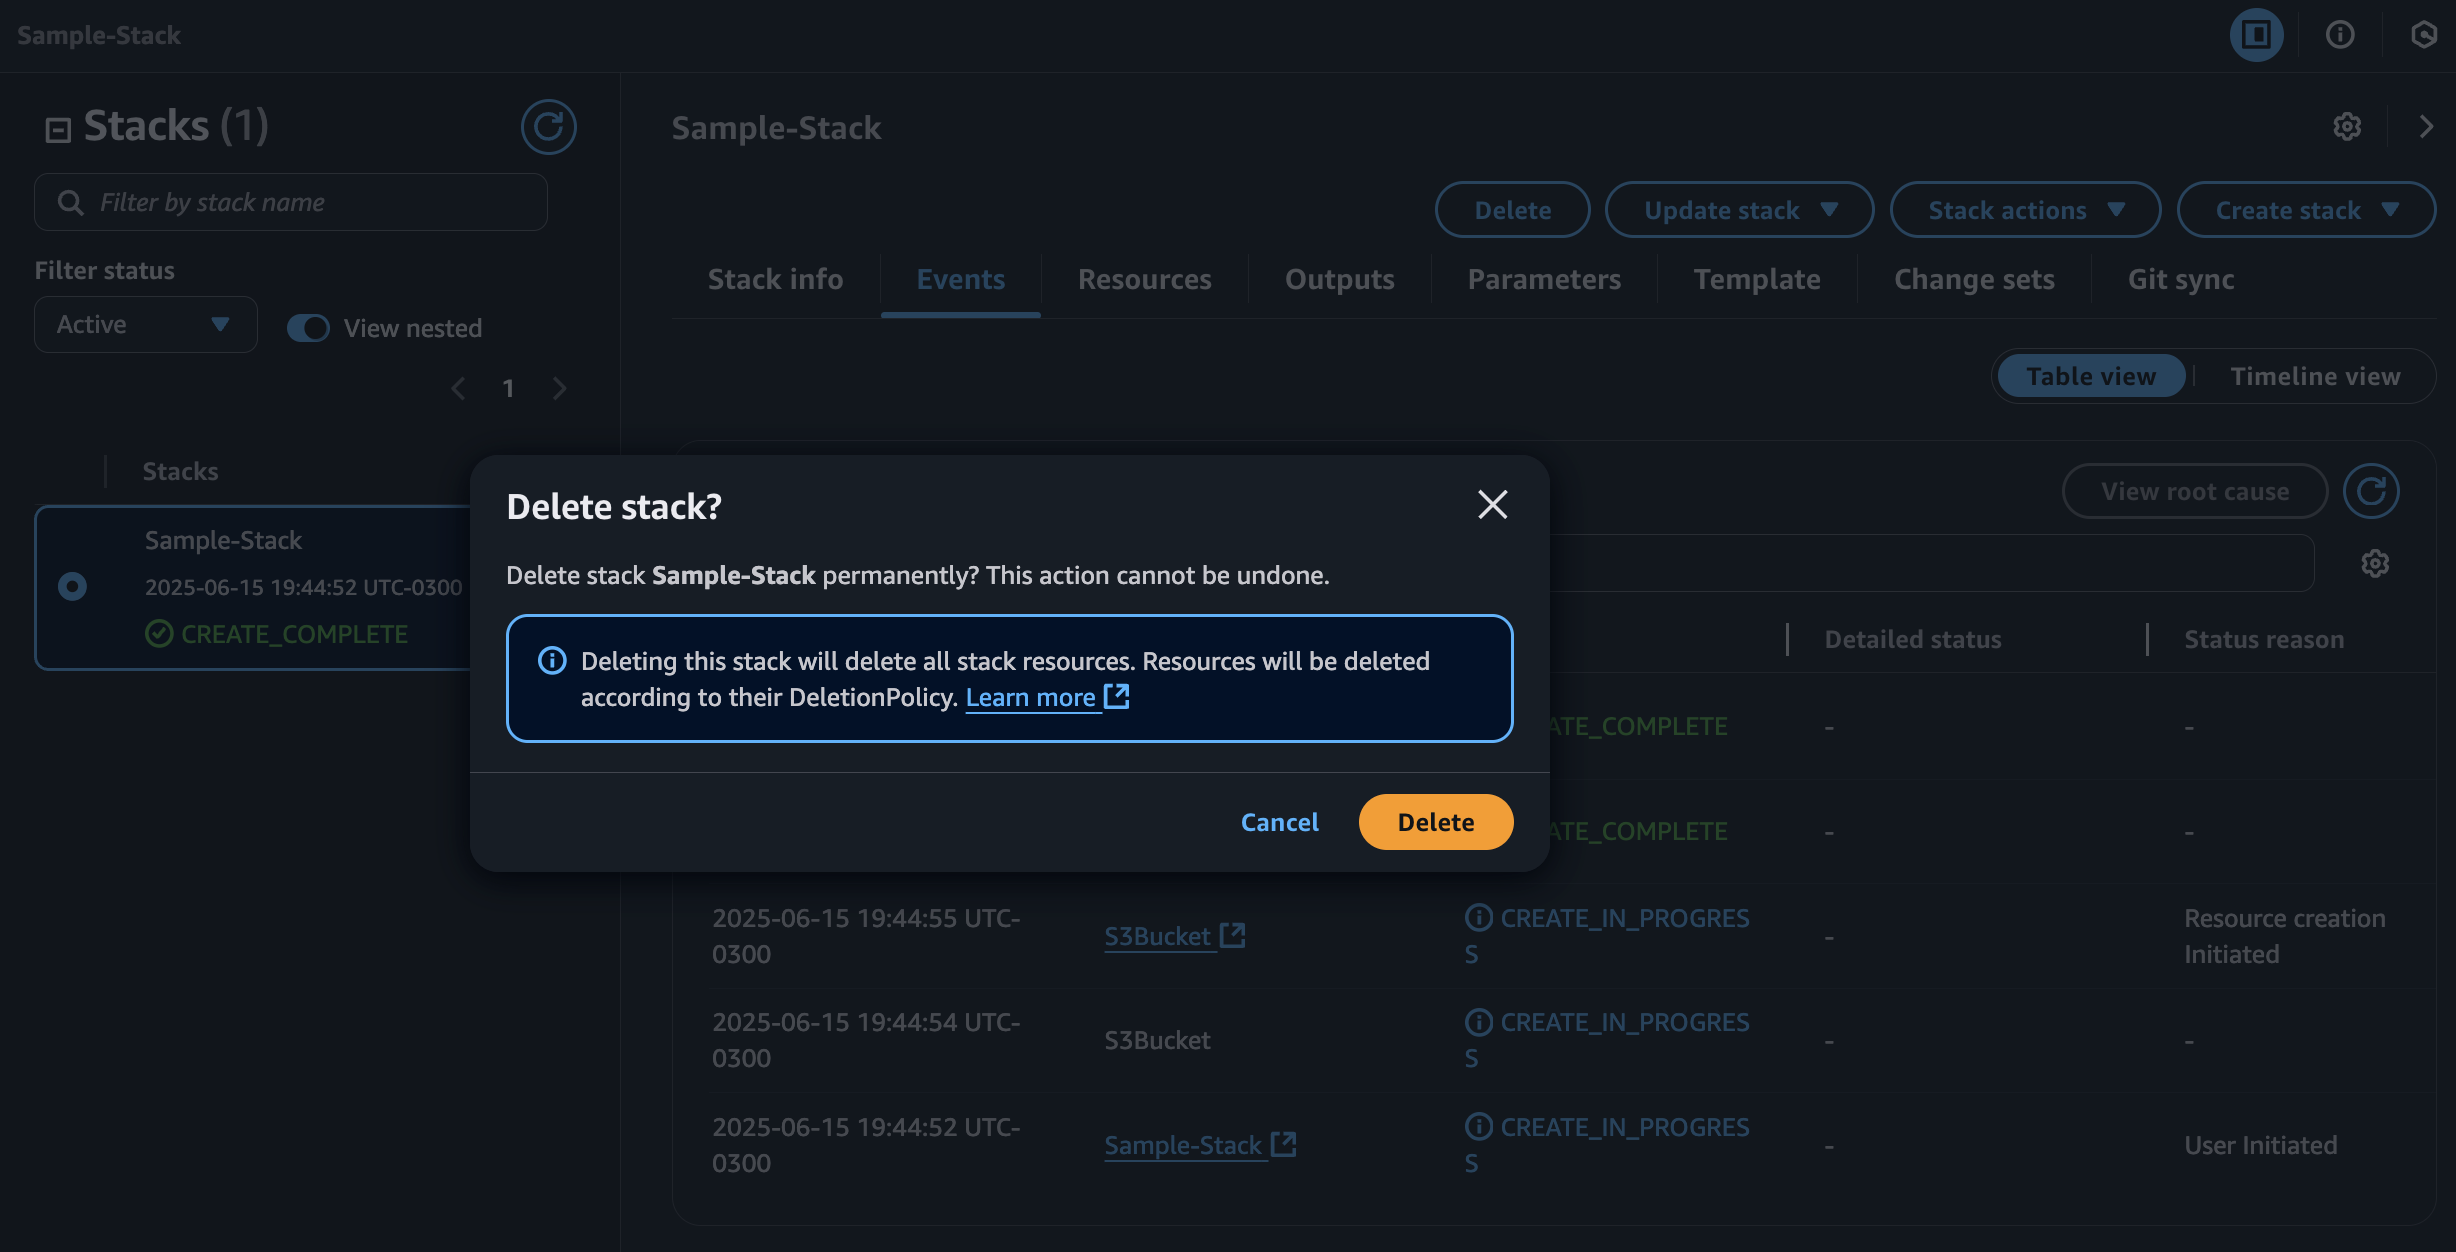 Sample-Stack
Stacks (1)
Filter by stack name
Filter status
Active
View nested
1
Stacks
Sample-Stack
2025-06-15 19:44:52 UTC-0300
CREATE_COMPLETE
Sample-Stack
Delete
Update stack
Stack actions
Create stack
Stack info
Events
Resources
Outputs
Parameters
Template
Change sets
Git sync
Table view
Timeline view
View root cause
Detailed status
Status reason
ATE_COMPLETE
-
-
ATE_COMPLETE
-
-
2025-06-15 19:44:55 UTC-
0300
S3Bucket
CREATE_IN_PROGRES
S
-
Resource creation
Initiated
2025-06-15 19:44:54 UTC-
0300
S3Bucket
CREATE_IN_PROGRES
S
-
-
2025-06-15 19:44:52 UTC-
0300
Sample-Stack
CREATE_IN_PROGRES
S
-
User Initiated
Delete stack?
Delete stack Sample-Stack permanently? This action cannot be undone.
Deleting this stack will delete all stack resources. Resources will be deleted
according to their DeletionPolicy. Learn more
Cancel
Delete